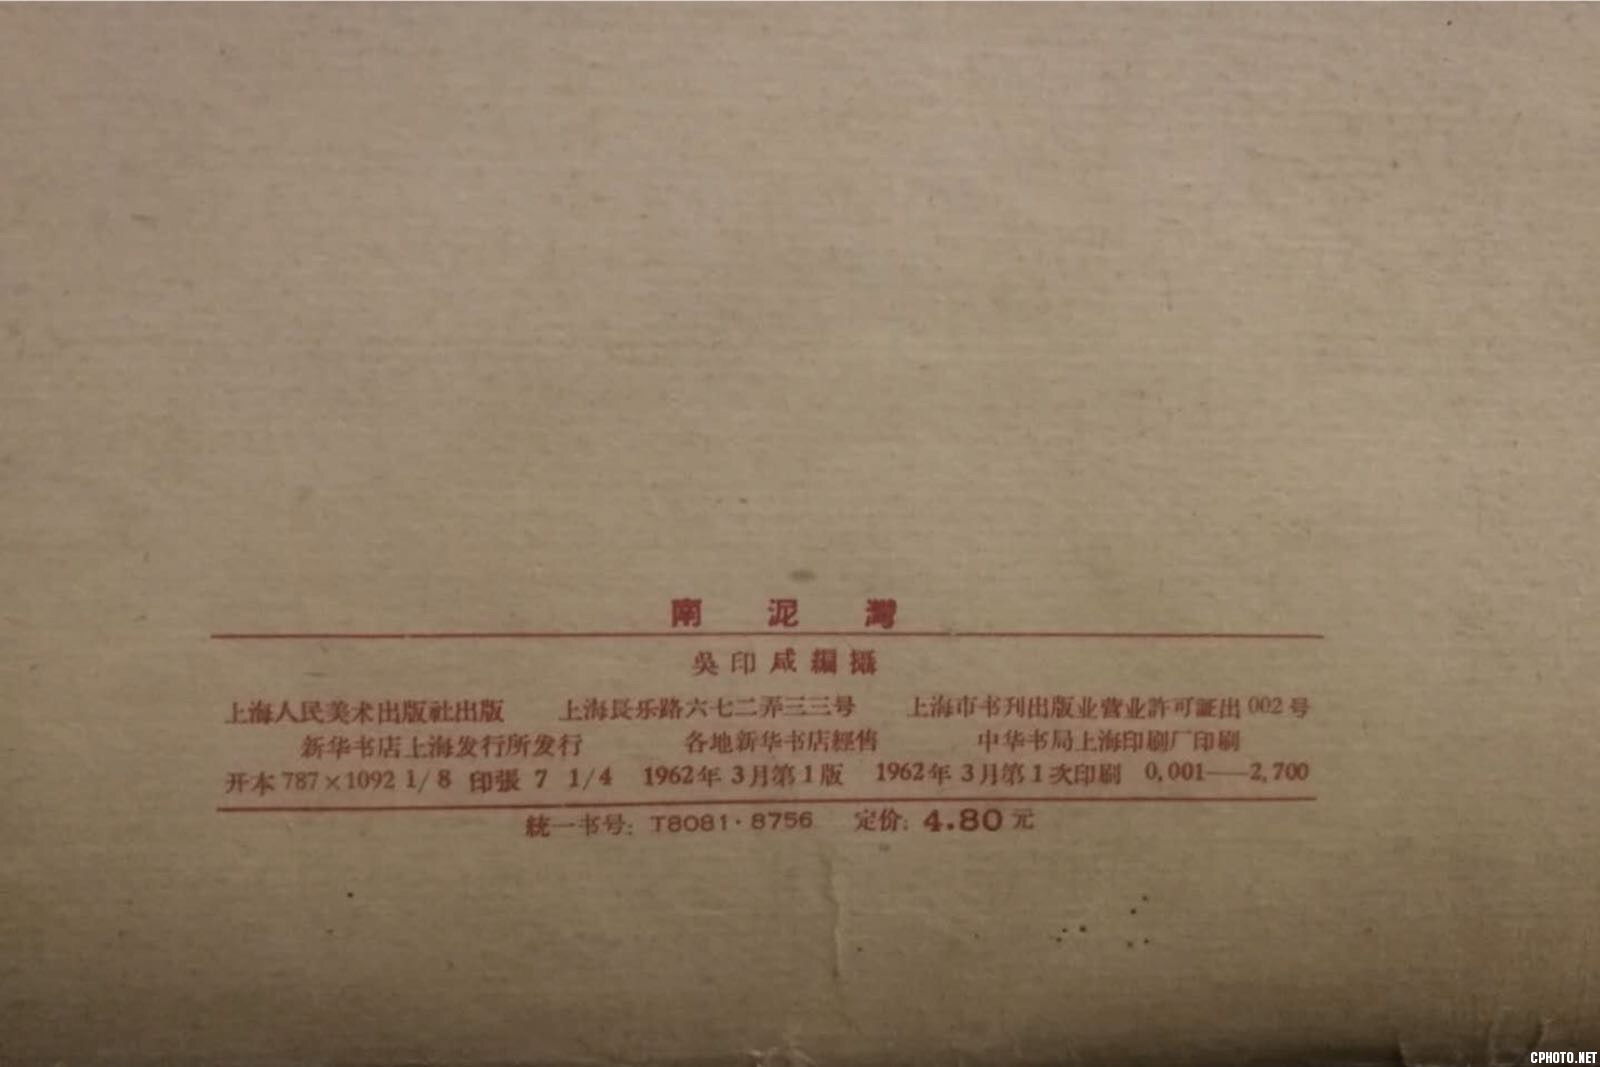 南泥灣
吳印咸編攝
上海人民美术出版社出版　上海長乐路六七二弄三三号　上海市书刊出版业营业許可証出002号
新华书店上海发行所发行　各地新华书店經售　中华书局上海印刷厂印刷
开本 787×1092 1/8 印張 7 1/4　1962年3月第1版　1962年3月第1次印刷　0,001—2,700
統一书号: T8081·8756　定价: 4.80元
CPHOTO.NET